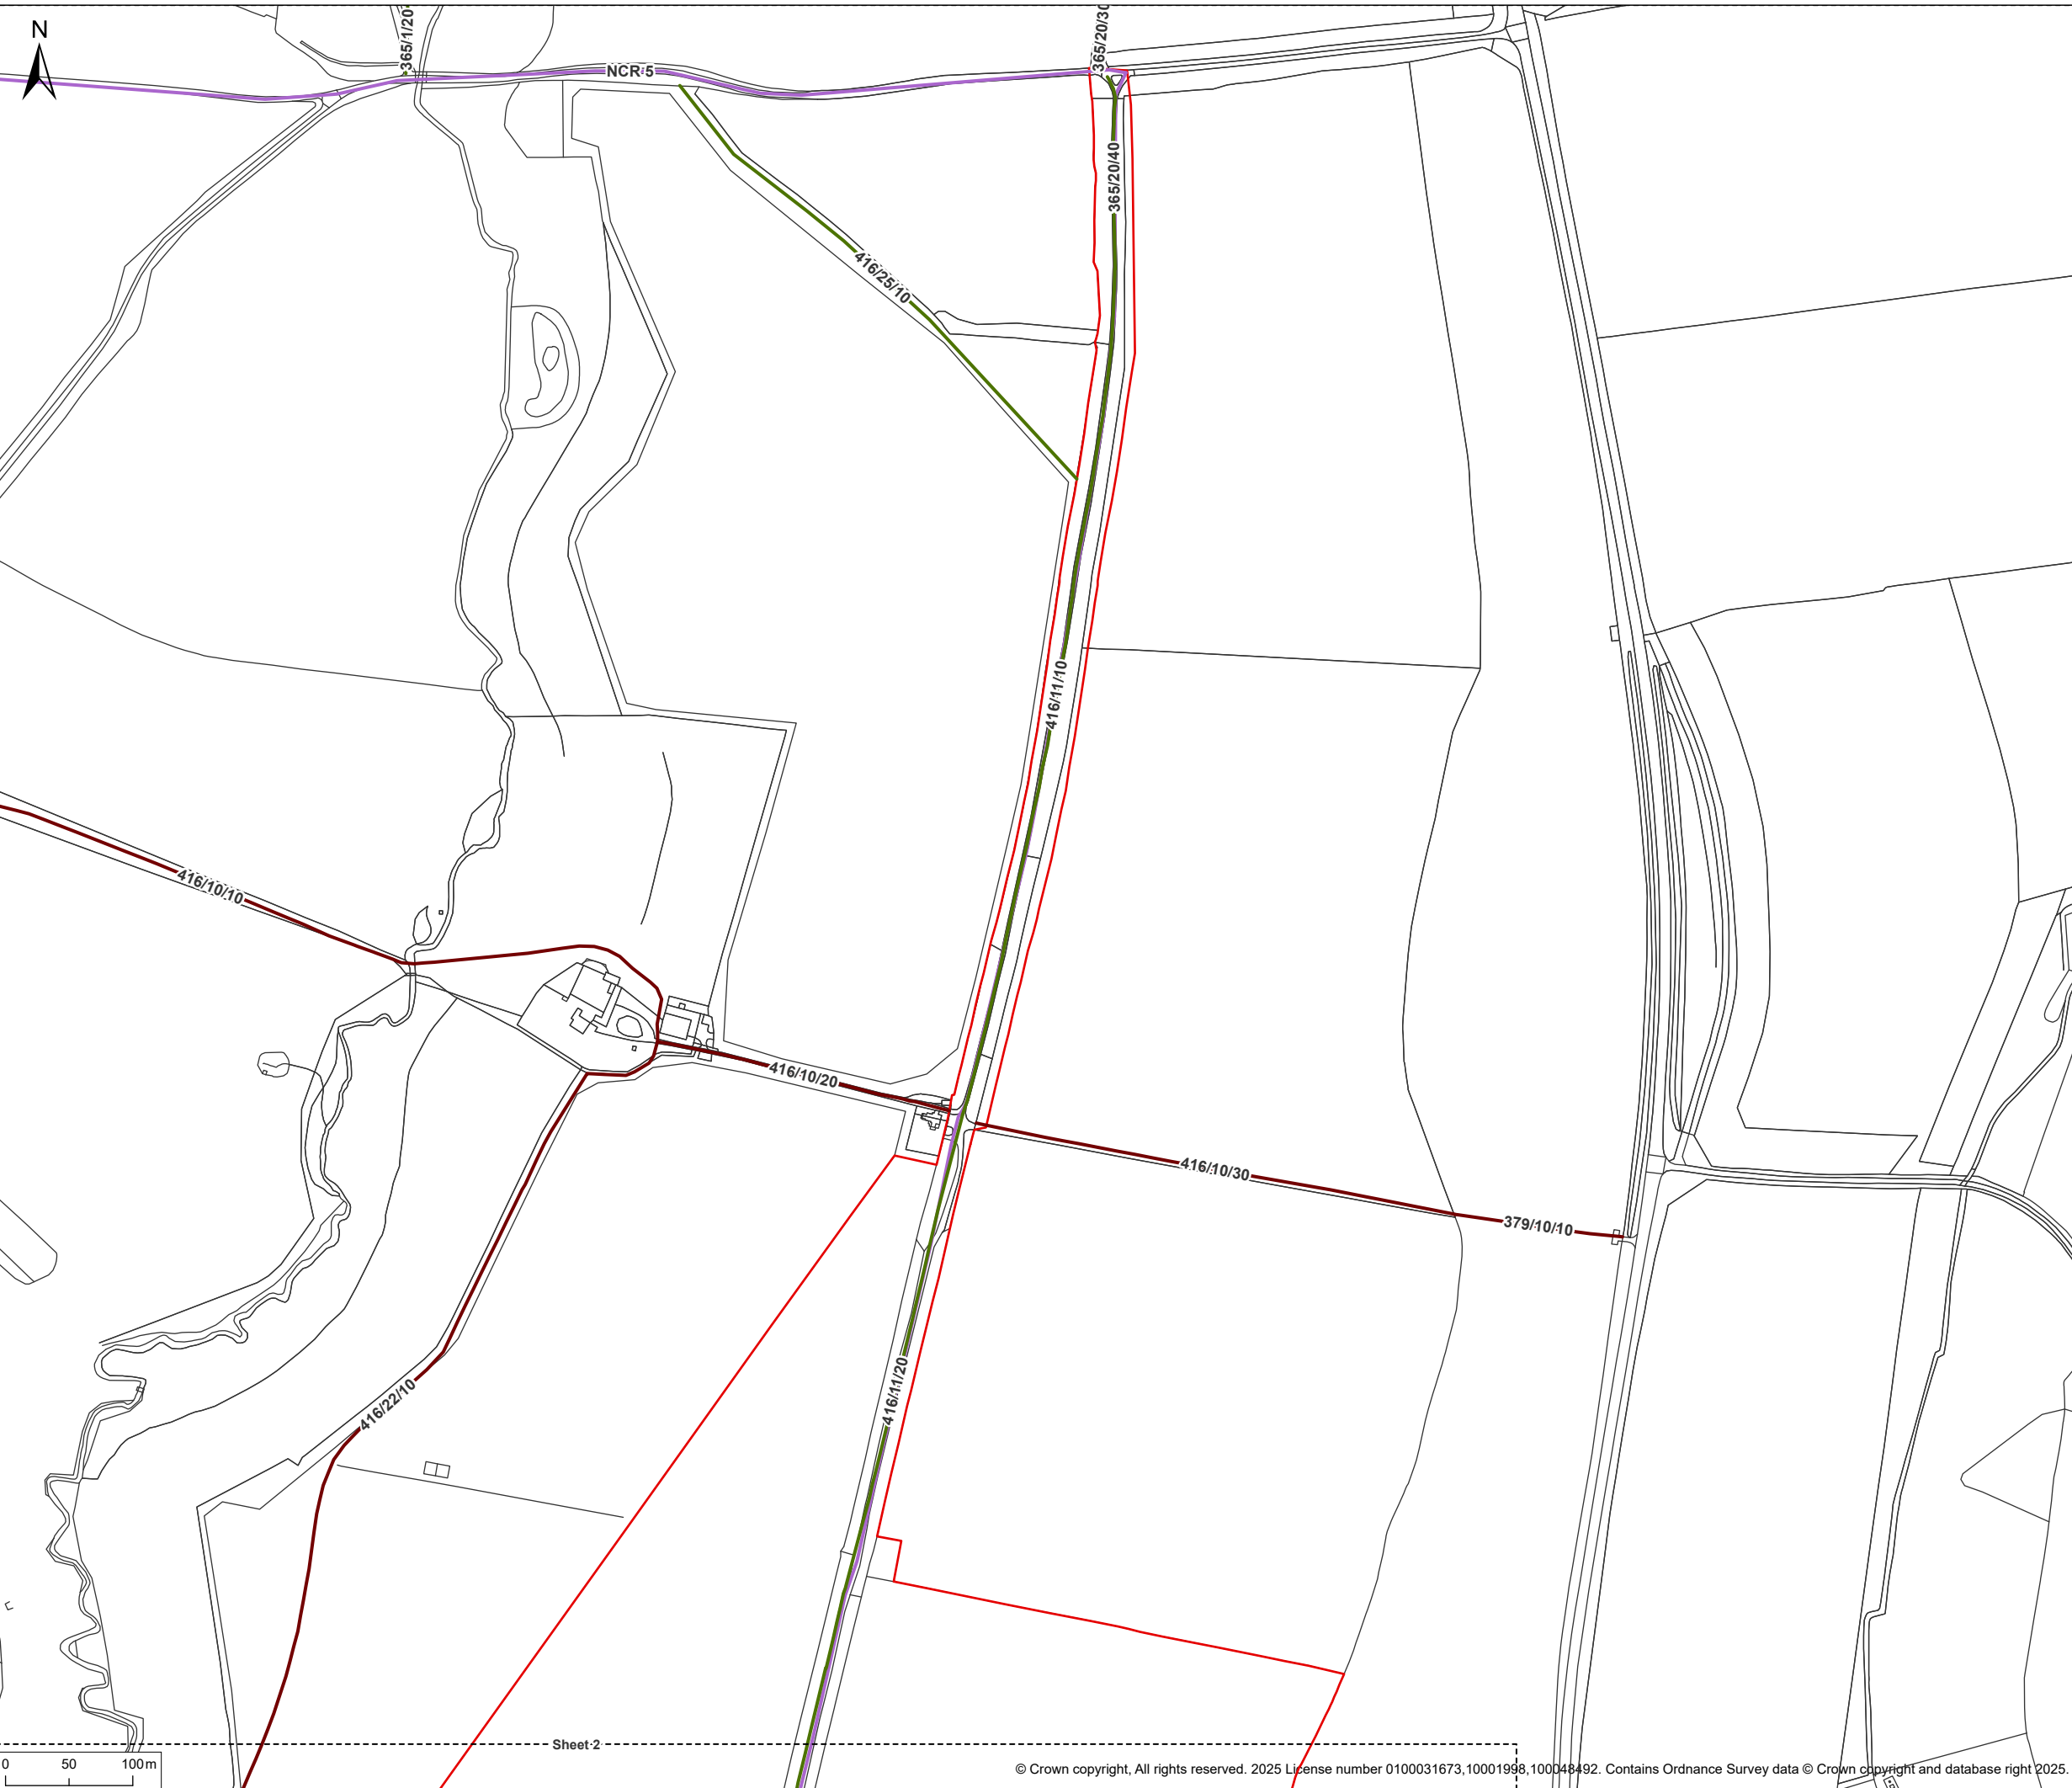 N
365/1/20
365/20/30
NCR 5
365/20/40
416/25/10
416/11/10
416/10/10
416/10/20
416/10/30
379/10/10
416/11/20
416/22/10
Sheet 2
0 50 100 m
© Crown copyright, All rights reserved. 2025 License number 0100031673,10001998,100048492. Contains Ordnance Survey data © Crown copyright and database right 2025.